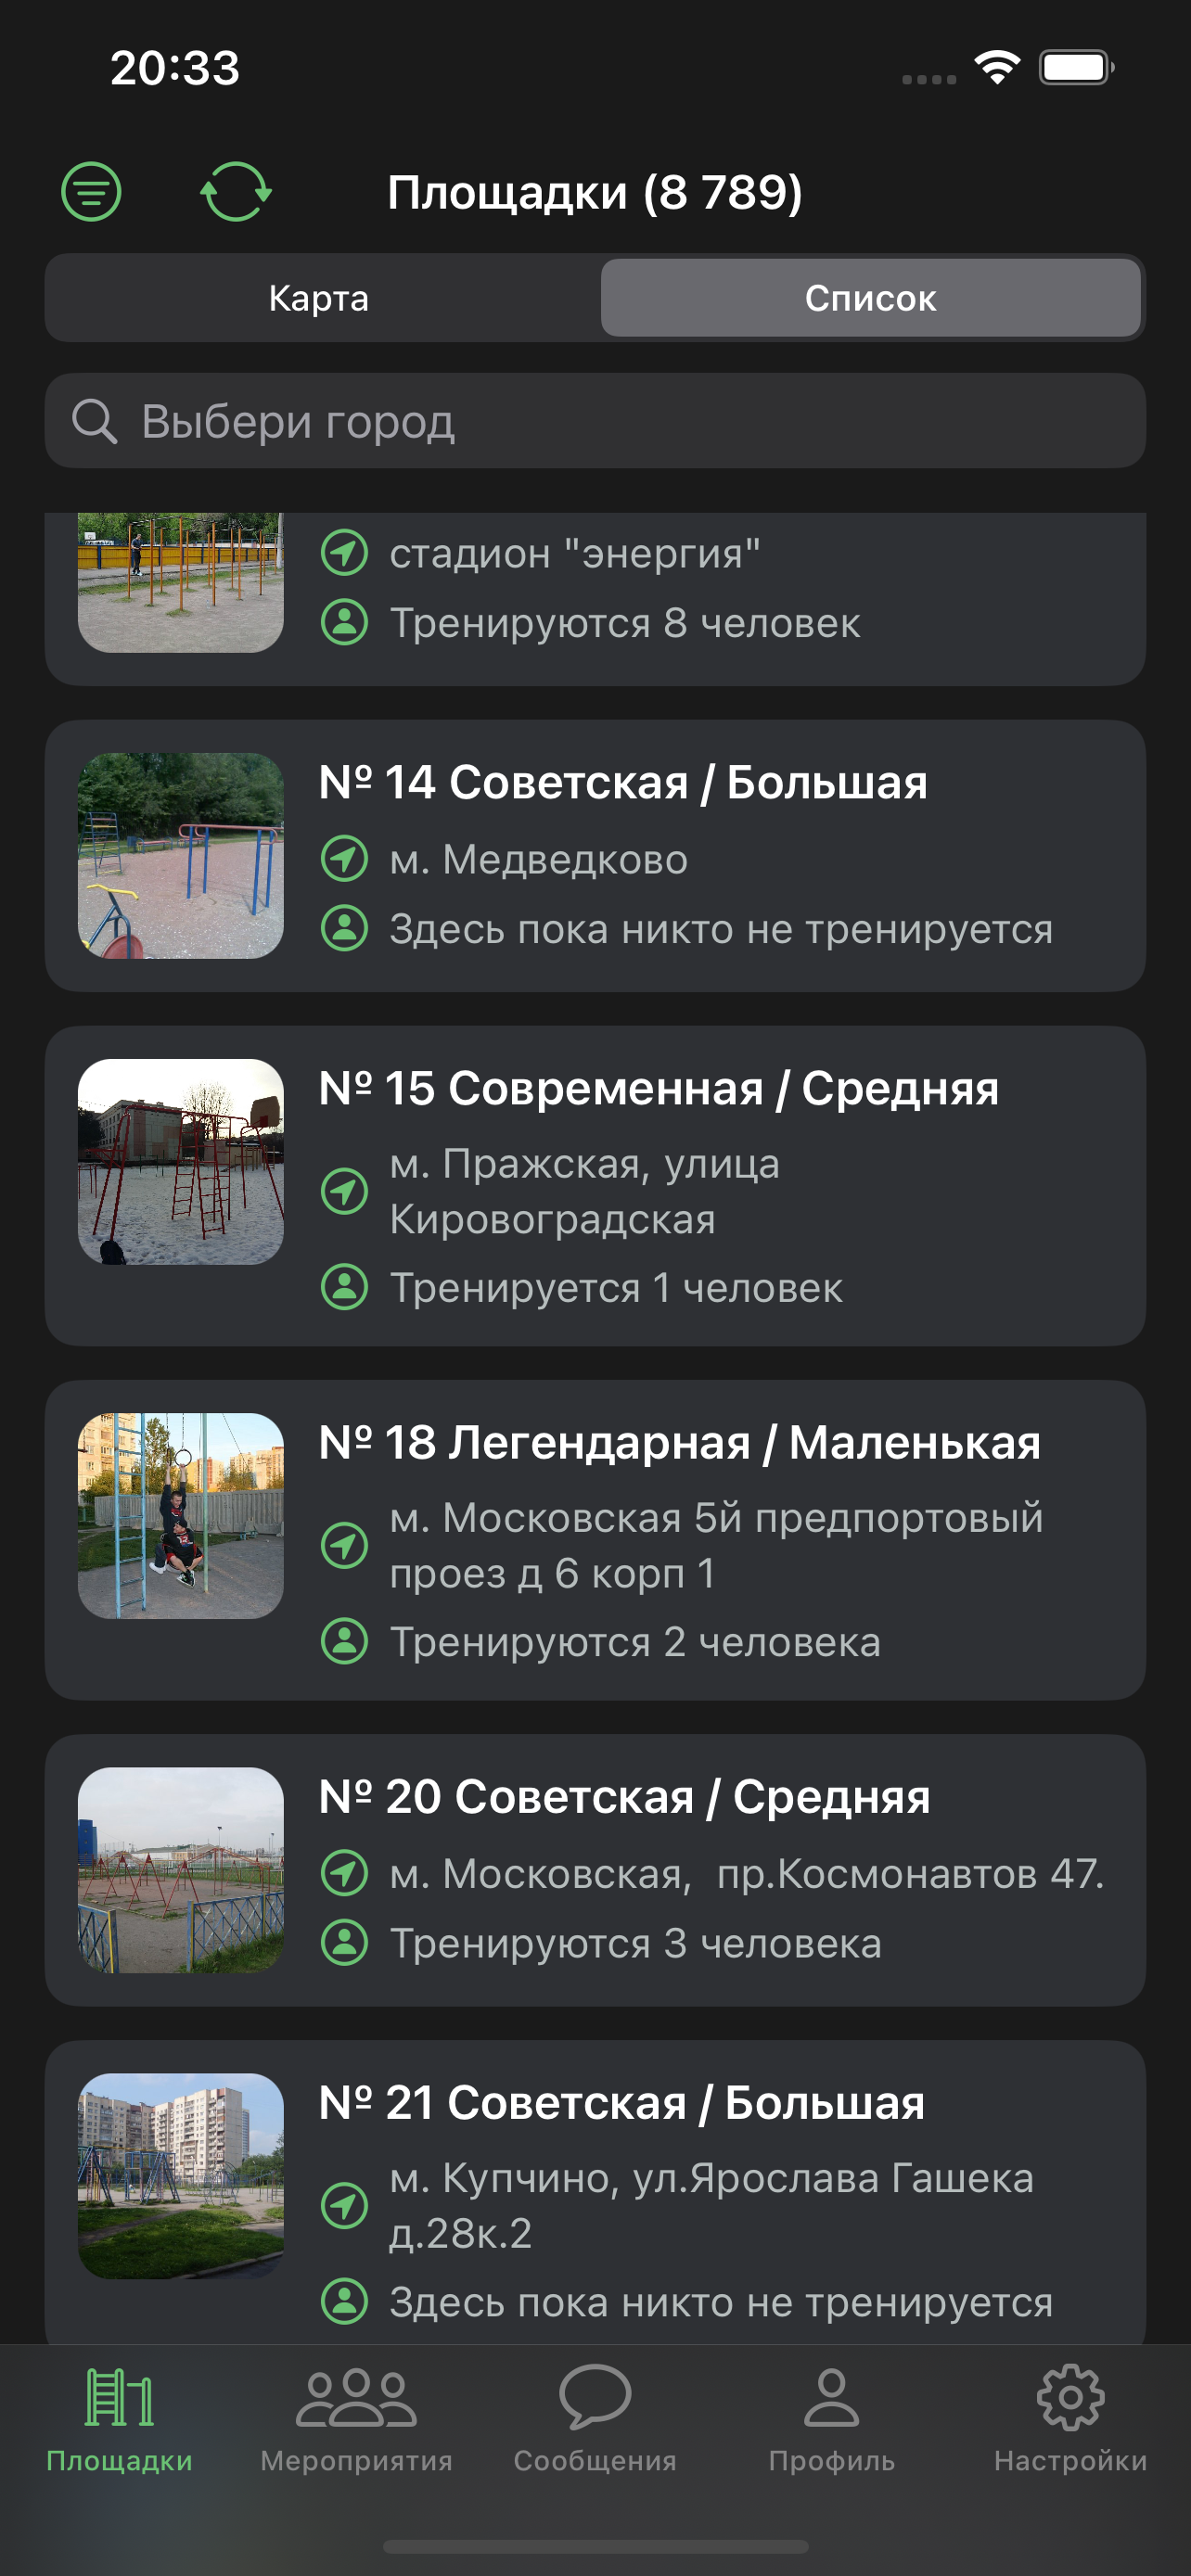 20:33
Площадки (8 789)
Карта
Список
Выбери город
стадион "энергия"
Тренируются 8 человек
№ 14 Советская / Большая
м. Медведково
Здесь пока никто не тренируется
№ 15 Современная / Средняя
м. Пражская, улица
Кировоградская
Тренируется 1 человек
№ 18 Легендарная / Маленькая
м. Московская 5й предпортовый
проез д 6 корп 1
Тренируются 2 человека
№ 20 Советская / Средняя
м. Московская,  пр.Космонавтов 47.
Тренируются 3 человека
№ 21 Советская / Большая
м. Купчино, ул.Ярослава Гашека
д.28к.2
Здесь пока никто не тренируется
Площадки
Мероприятия
Сообщения
Профиль
Настройки